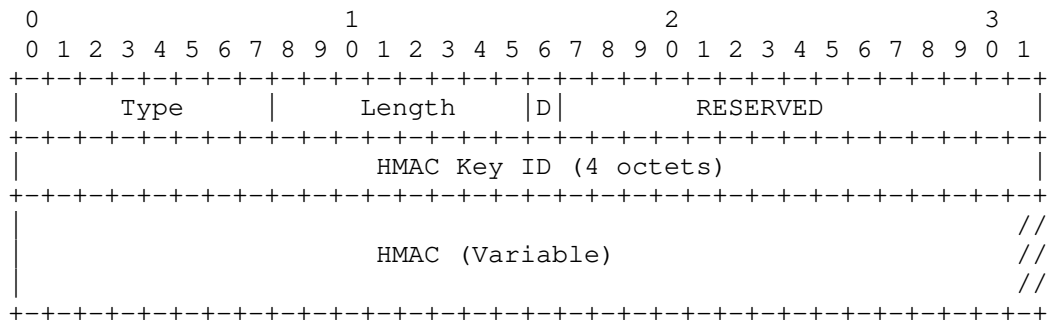 0                   1                   2                   3
 0 1 2 3 4 5 6 7 8 9 0 1 2 3 4 5 6 7 8 9 0 1 2 3 4 5 6 7 8 9 0 1
+-+-+-+-+-+-+-+-+-+-+-+-+-+-+-+-+-+-+-+-+-+-+-+-+-+-+-+-+-+-+-+-+
|      Type     |     Length    |D|        RESERVED             |
+-+-+-+-+-+-+-+-+-+-+-+-+-+-+-+-+-+-+-+-+-+-+-+-+-+-+-+-+-+-+-+-+
|                      HMAC Key ID (4 octets)                   |
+-+-+-+-+-+-+-+-+-+-+-+-+-+-+-+-+-+-+-+-+-+-+-+-+-+-+-+-+-+-+-+-+
|                                                              //
|                      HMAC (Variable)                         //
|                                                              //
+-+-+-+-+-+-+-+-+-+-+-+-+-+-+-+-+-+-+-+-+-+-+-+-+-+-+-+-+-+-+-+-+